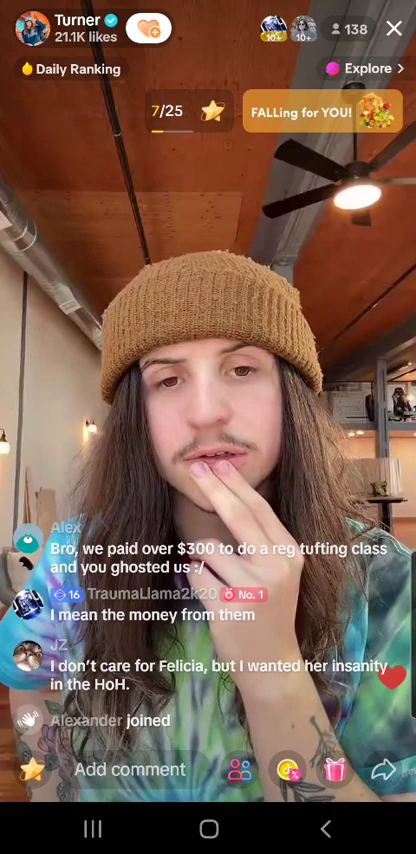 Turner
21.1K likes
10+
10+
138
Daily Ranking
Explore
7/25
FALLing for YOU!
Alex
Bro, we paid over $300 to do a reg tufting class
and you ghosted us :/
16 TraumaLlama2k20 No. 1
I mean the money from them
JZ
I don't care for Felicia, but I wanted her insanity
in the HoH.
Alexander joined
Add comment